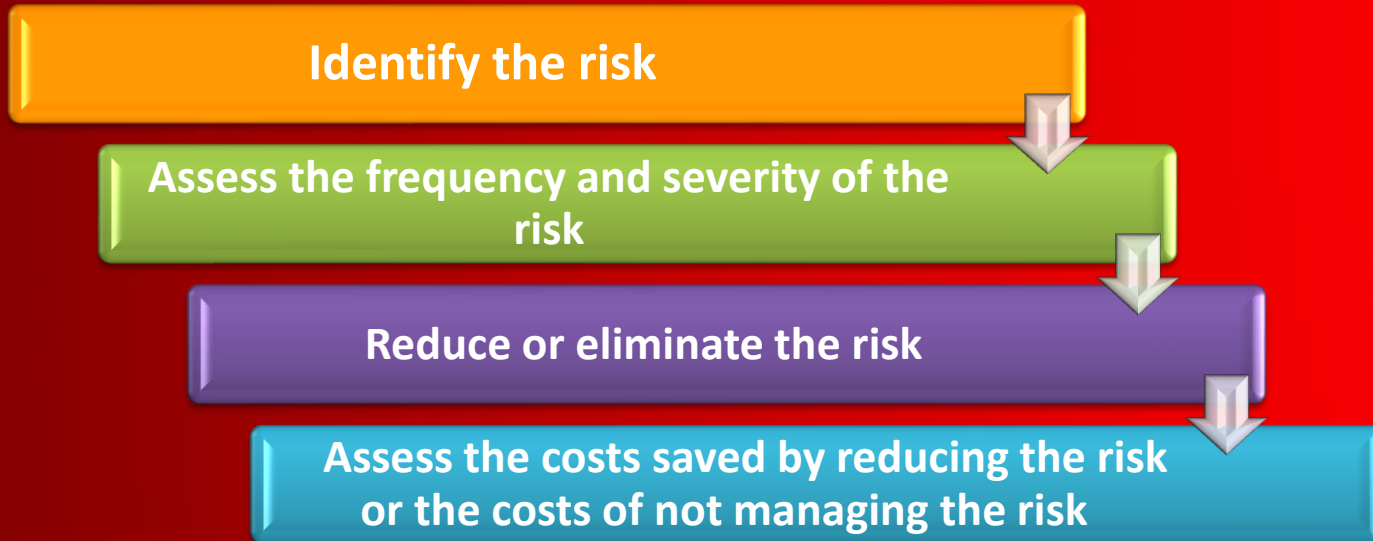 Identify the risk
Assess the frequency and severity of the
risk
Reduce or eliminate the risk
Assess the costs saved by reducing the risk
or the costs of not managing the risk